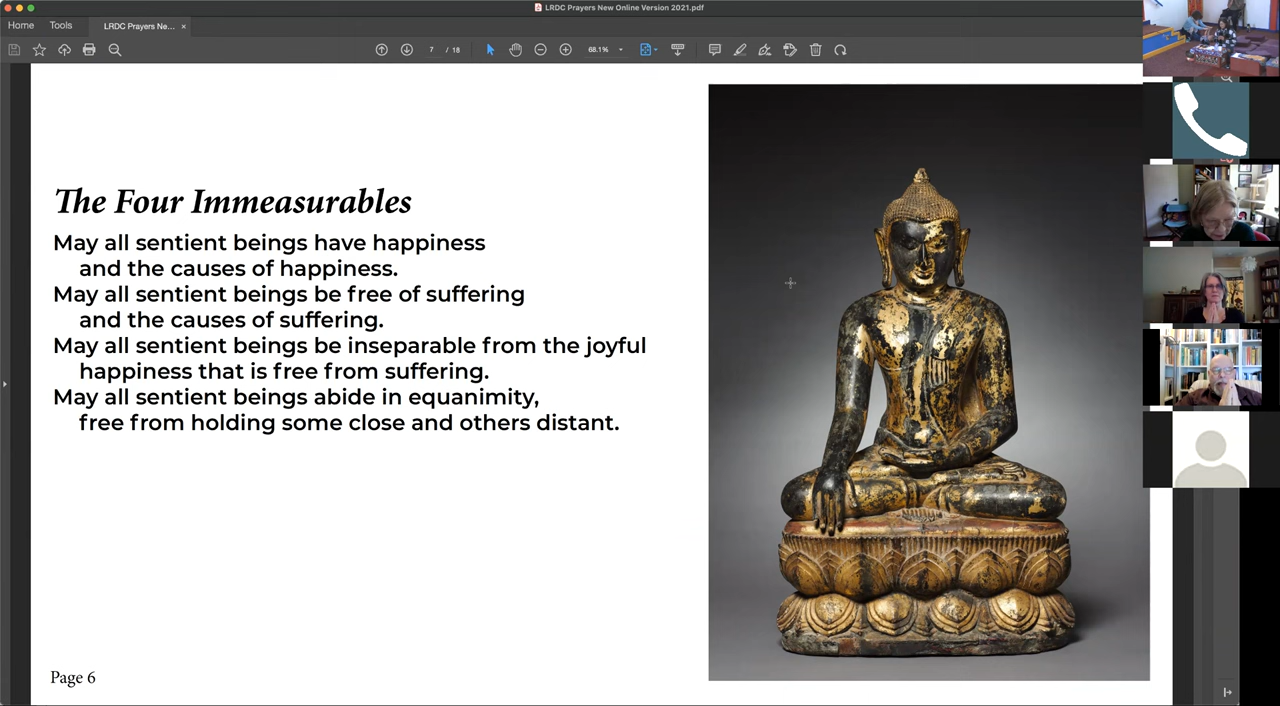 LRDC Prayers New Online Version 2021.pdf
Home Tools LRDC Prayers Ne... ×
7 / 18 68.1%
The Four Immeasurables
May all sentient beings have happiness
and the causes of happiness.
May all sentient beings be free of suffering
and the causes of suffering.
May all sentient beings be inseparable from the joyful
happiness that is free from suffering.
May all sentient beings abide in equanimity,
free from holding some close and others distant.
Page 6